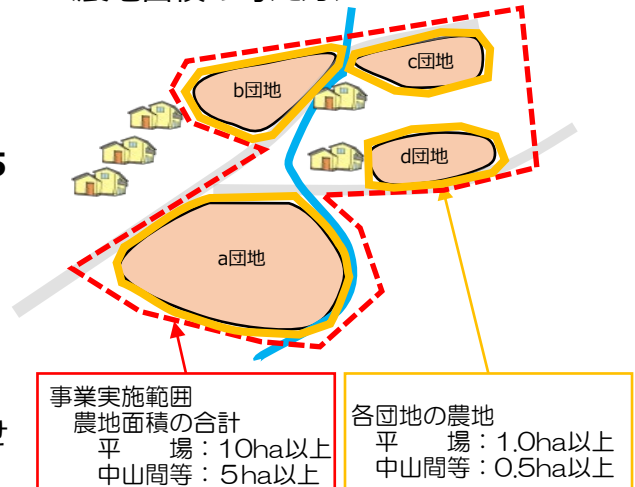 b団地
c団地
d団地
a団地
5
せ
事業実施範囲
農地面積の合計
平　　場：10ha以上
中山間等：5ha以上
各団地の農地
平　　場：1.0ha以上
中山間等：0.5ha以上